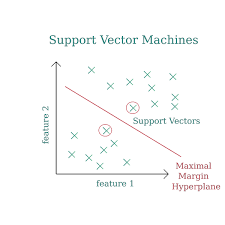 Support Vector Machines
feature 2
Support Vectors
Maximal
Margin
Hyperplane
feature 1